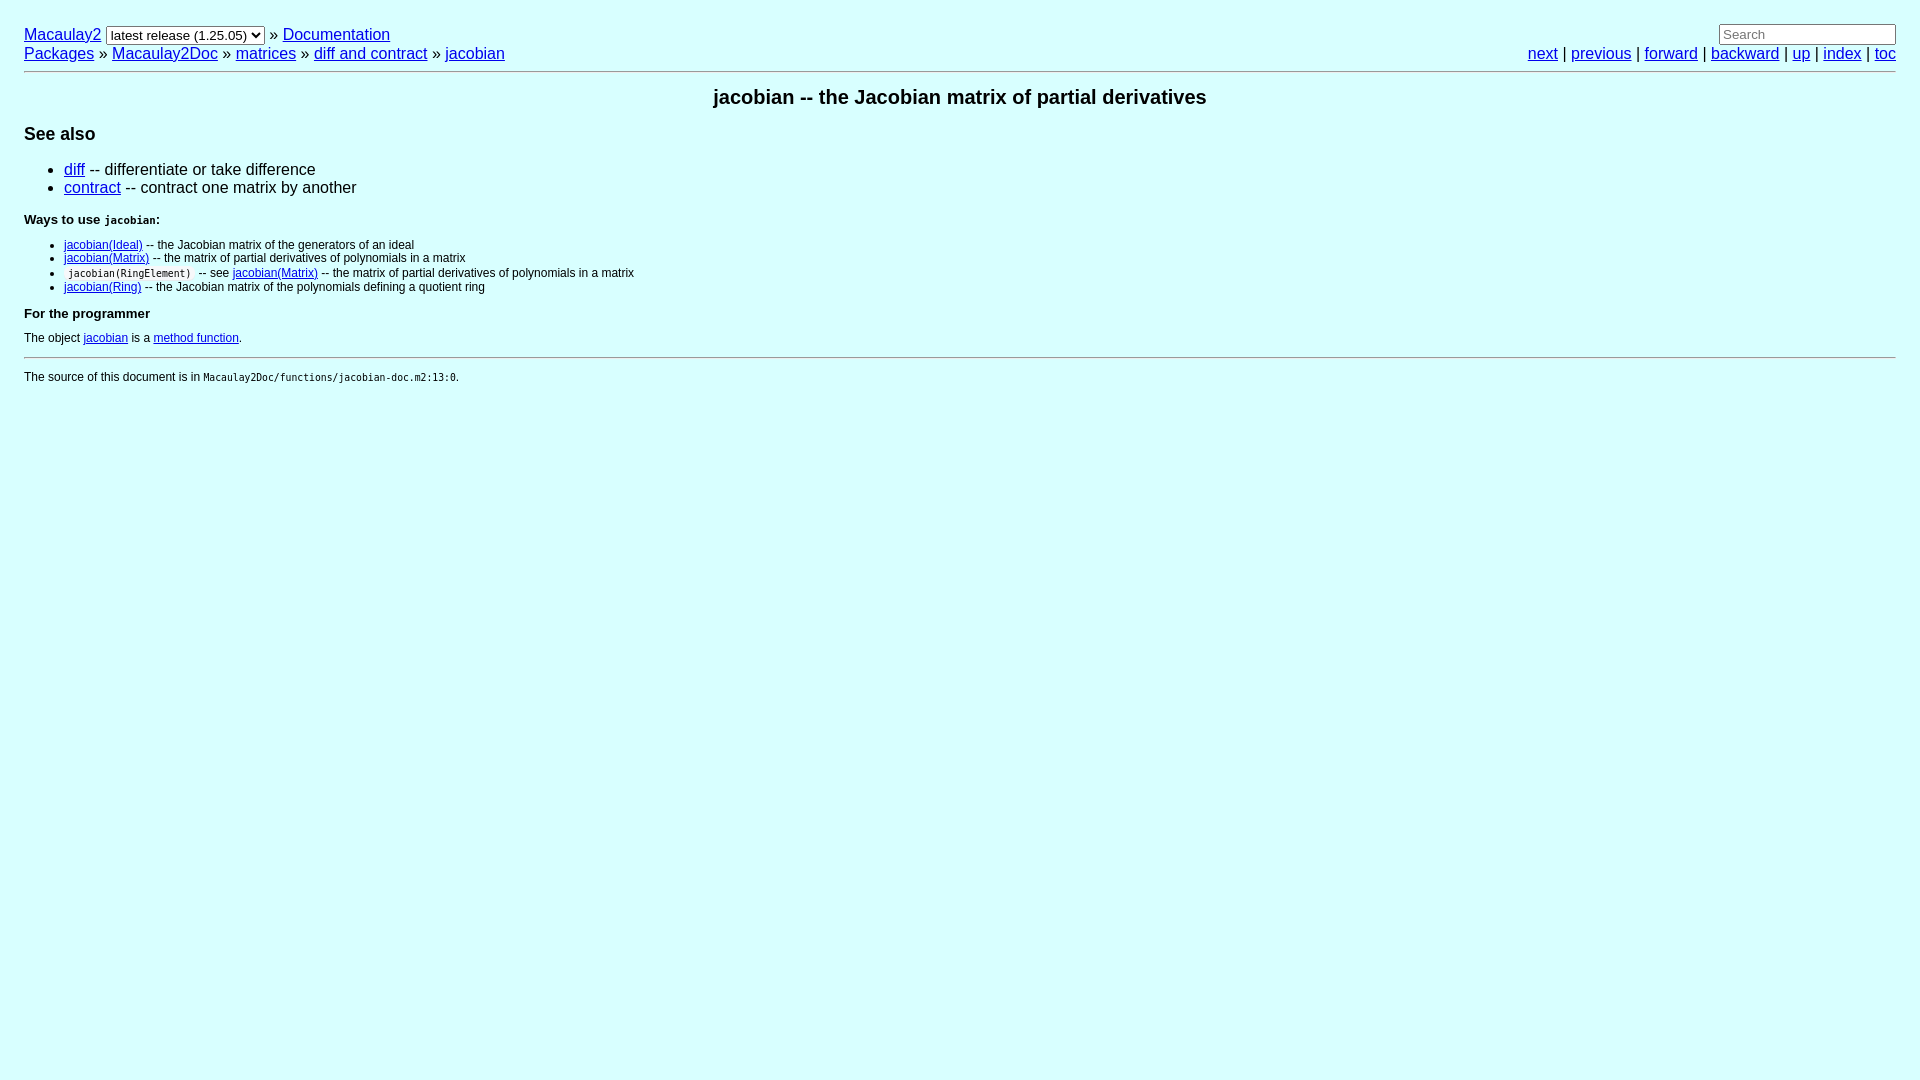 Macaulay2 latest release (1.25.05) » Documentation
Search
Packages » Macaulay2Doc » matrices » diff and contract » jacobian
next | previous | forward | backward | up | index | toc
jacobian -- the Jacobian matrix of partial derivatives
See also
• diff -- differentiate or take difference
• contract -- contract one matrix by another
Ways to use jacobian:
• jacobian(Ideal) -- the Jacobian matrix of the generators of an ideal
• jacobian(Matrix) -- the matrix of partial derivatives of polynomials in a matrix
• jacobian(RingElement) -- see jacobian(Matrix) -- the matrix of partial derivatives of polynomials in a matrix
• jacobian(Ring) -- the Jacobian matrix of the polynomials defining a quotient ring
For the programmer
The object jacobian is a method function.
The source of this document is in Macaulay2Doc/functions/jacobian-doc.m2:13:0.